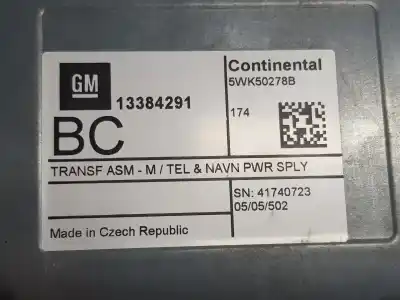 GM
13384291
BC
Continental
5WK50278B
174
TRANSF ASM - M / TEL & NAVN PWR SPLY
SN: 41740723
05/05/502
Made in Czech Republic